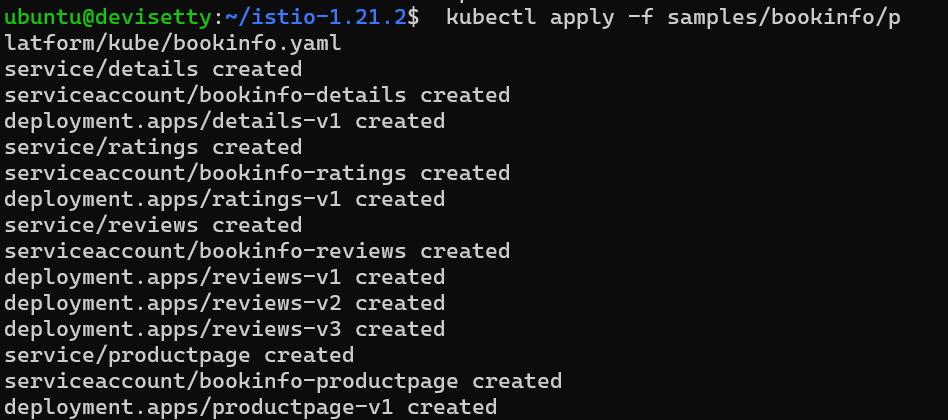 ubuntu@devisetty:~/istio-1.21.2$  kubectl apply -f samples/bookinfo/p
latform/kube/bookinfo.yaml
service/details created
serviceaccount/bookinfo-details created
deployment.apps/details-v1 created
service/ratings created
serviceaccount/bookinfo-ratings created
deployment.apps/ratings-v1 created
service/reviews created
serviceaccount/bookinfo-reviews created
deployment.apps/reviews-v1 created
deployment.apps/reviews-v2 created
deployment.apps/reviews-v3 created
service/productpage created
serviceaccount/bookinfo-productpage created
deployment.apps/productpage-v1 created